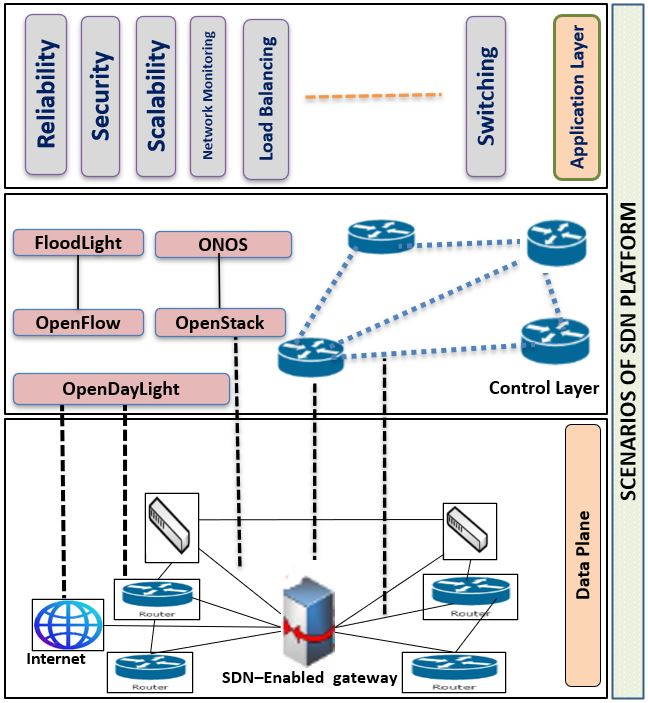 Reliability
Security
Scalability
Network Monitoring
Load Balancing
Switching
Application Layer
SCENARIOS OF SDN PLATFORM
FloodLight
ONOS
OpenFlow
OpenStack
OpenDayLight
Control Layer
Data Plane
Router
Router
Internet
Router
Router
SDN–Enabled gateway